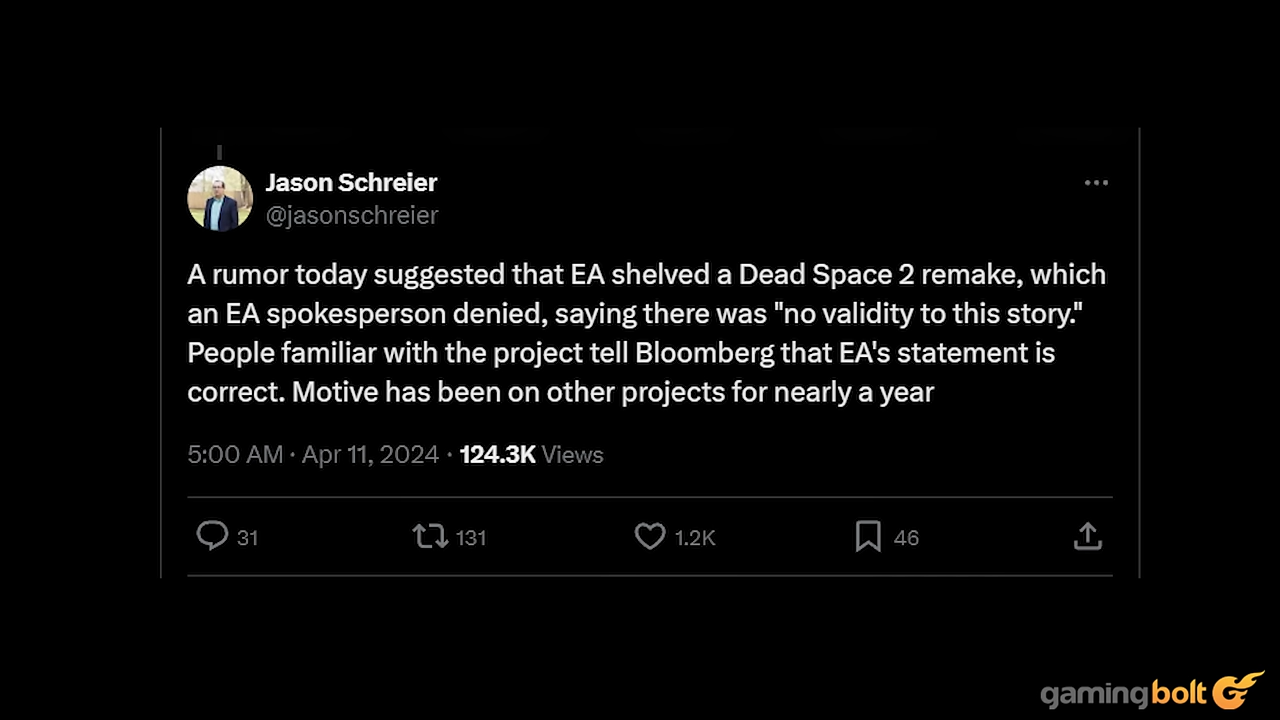 Jason Schreier
@jasonschreier
A rumor today suggested that EA shelved a Dead Space 2 remake, which
an EA spokesperson denied, saying there was "no validity to this story."
People familiar with the project tell Bloomberg that EA's statement is
correct. Motive has been on other projects for nearly a year
5:00 AM · Apr 11, 2024 · 124.3K Views
31 131 1.2K 46
gamingbolt